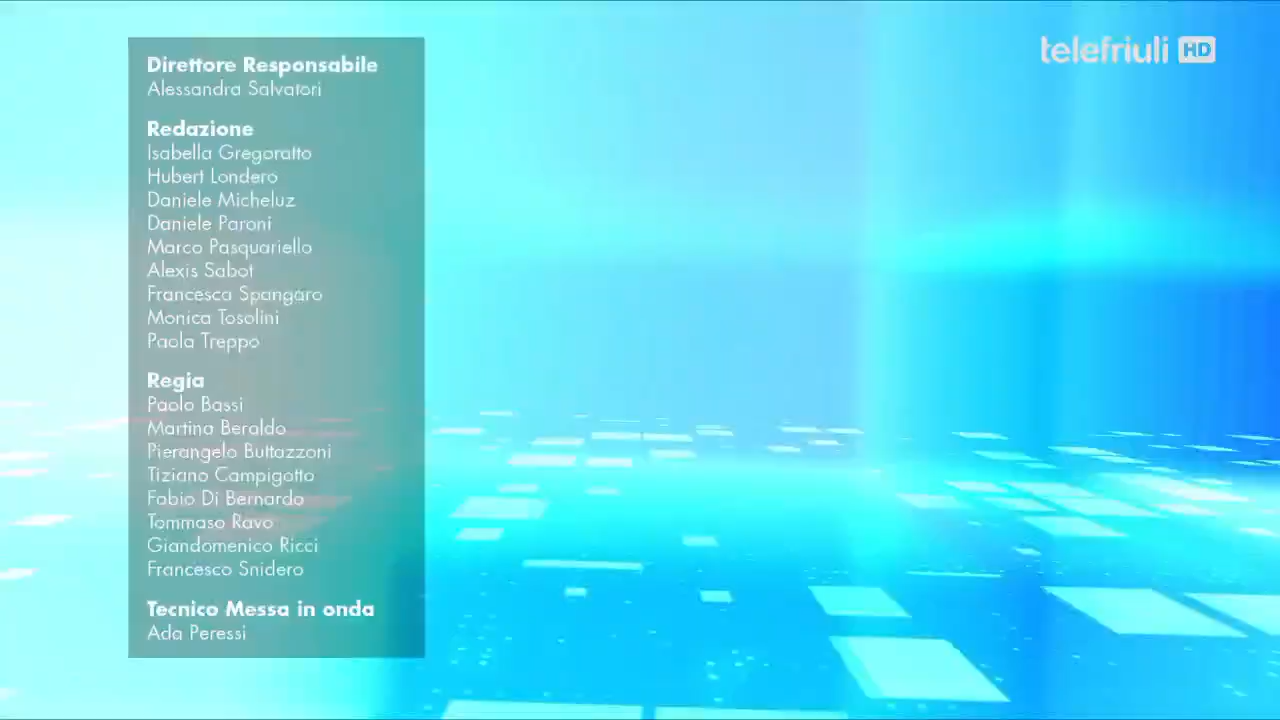 telefriuli HD
Direttore Responsabile
Alessandra Salvatori
Redazione
Isabella Gregoratto
Hubert Londero
Daniele Micheluz
Daniele Paroni
Marco Pasquariello
Alexis Sabot
Francesca Spangaro
Monica Tosolini
Paola Treppo
Regia
Paolo Bassi
Martina Beraldo
Pierangelo Buttazzoni
Tiziano Campigotto
Fabio Di Bernardo
Tommaso Ravo
Giandomenico Ricci
Francesco Snidero
Tecnico Messa in onda
Ada Peressi